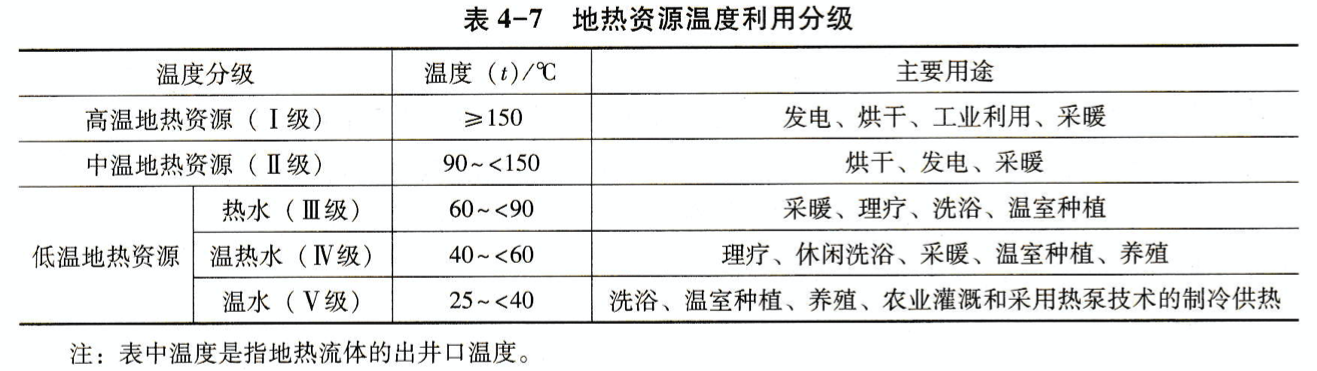 表 4-7 地热资源温度利用分级
温度分级 温度 (t)/℃ 主要用途
高温地热资源（Ⅰ级） ≥150 发电、烘干、工业利用、采暖
中温地热资源（Ⅱ级） 90~<150 烘干、发电、采暖
热水（Ⅲ级） 60~<90 采暖、理疗、洗浴、温室种植
低温地热资源 温热水（Ⅳ级） 40~<60 理疗、休闲洗浴、采暖、温室种植、养殖
温水（Ⅴ级） 25~<40 洗浴、温室种植、养殖、农业灌溉和采用热泵技术的制冷供热
注：表中温度是指地热流体的出井口温度。